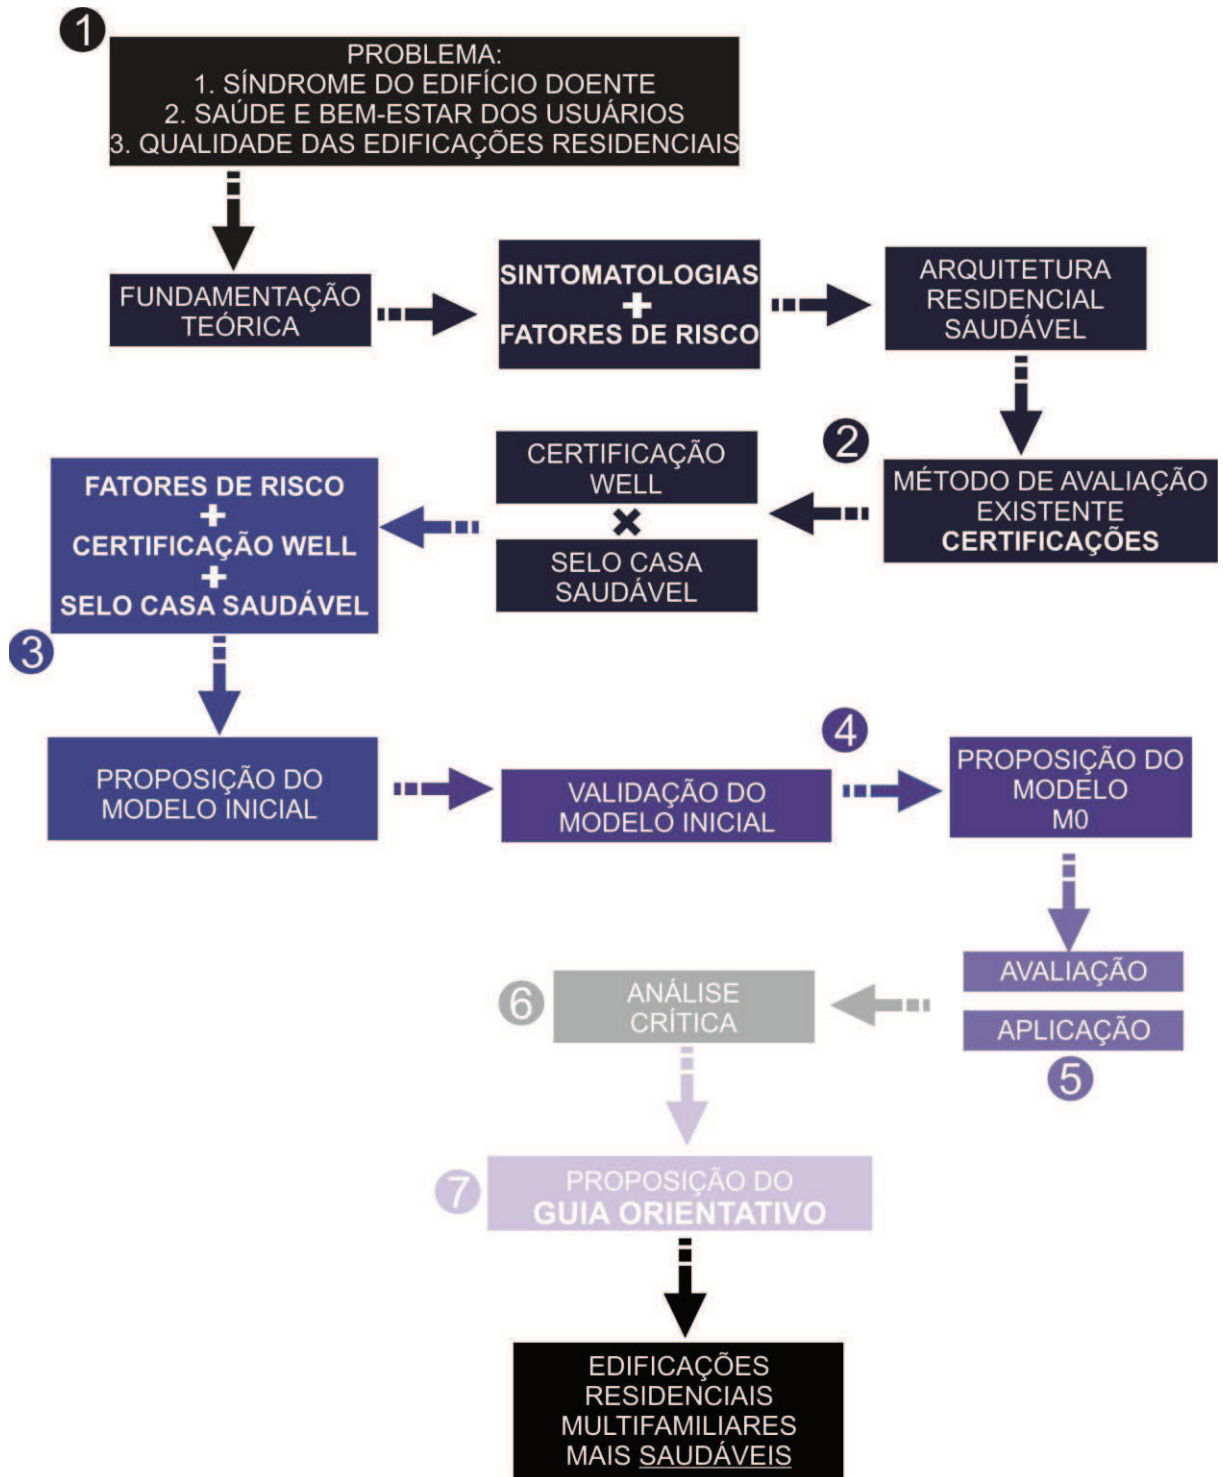 1
PROBLEMA:
1. SÍNDROME DO EDIFÍCIO DOENTE
2. SAÚDE E BEM-ESTAR DOS USUÁRIOS
3. QUALIDADE DAS EDIFICAÇÕES RESIDENCIAIS
FUNDAMENTAÇÃO
TEÓRICA
SINTOMATOLOGIAS
+
FATORES DE RISCO
ARQUITETURA
RESIDENCIAL
SAUDÁVEL
2
MÉTODO DE AVALIAÇÃO
EXISTENTE
CERTIFICAÇÕES
CERTIFICAÇÃO
WELL
×
SELO CASA
SAUDÁVEL
FATORES DE RISCO
+
CERTIFICAÇÃO WELL
+
SELO CASA SAUDÁVEL
3
PROPOSIÇÃO DO
MODELO INICIAL
VALIDAÇÃO DO
MODELO INICIAL
4
PROPOSIÇÃO DO
MODELO
M0
AVALIAÇÃO
APLICAÇÃO
5
6
ANÁLISE
CRÍTICA
7
PROPOSIÇÃO DO
GUIA ORIENTATIVO
EDIFICAÇÕES
RESIDENCIAIS
MULTIFAMILIARES
MAIS SAUDÁVEIS